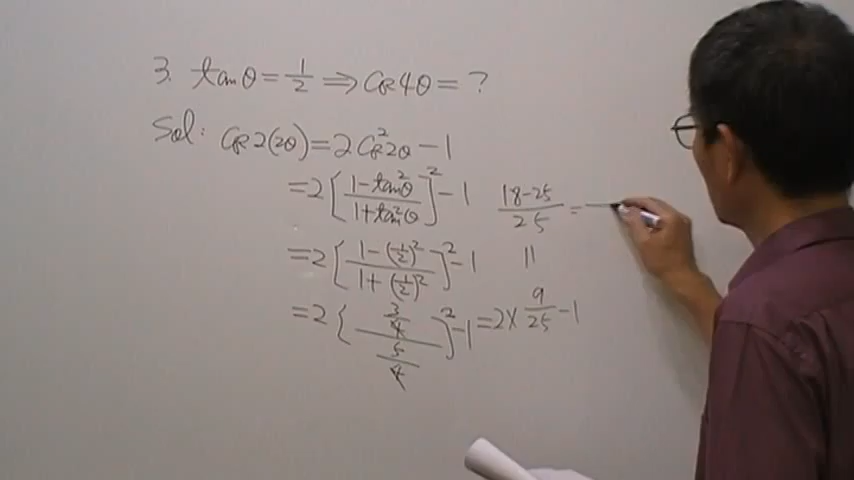 3. tanθ = 1/2 ⟹ cos4θ = ?
Sol: cos2(2θ) = 2cos²2θ − 1
= 2[(1 − tan²θ)/(1 + tan²θ)]² − 1
= 2[(1 − (1/2)²)/(1 + (1/2)²)]² − 1
= 2{(3/4)/(5/4)]² − 1 = 2 × 9/25 − 1
||
(18 − 25)/25 = —